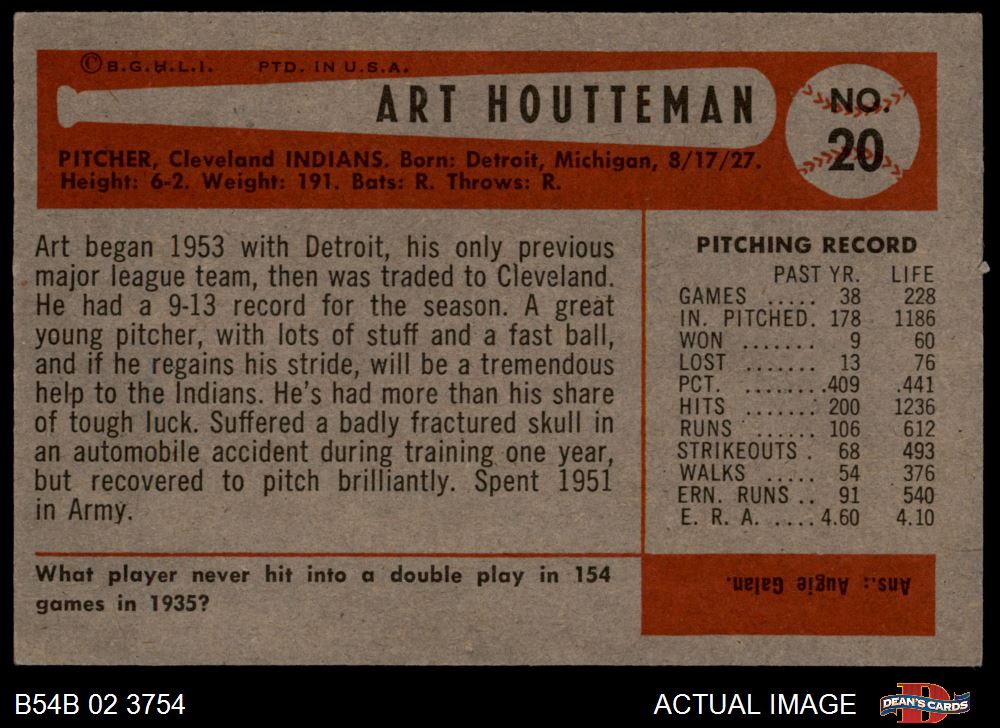 © B.G.H.L.I. PTD. IN U.S.A.
ART HOUTTEMAN
NO.
20
PITCHER, Cleveland INDIANS. Born: Detroit, Michigan, 8/17/27.
Height: 6-2. Weight: 191. Bats: R. Throws: R.
Art began 1953 with Detroit, his only previous
major league team, then was traded to Cleveland.
He had a 9-13 record for the season. A great
young pitcher, with lots of stuff and a fast ball,
and if he regains his stride, will be a tremendous
help to the Indians. He's had more than his share
of tough luck. Suffered a badly fractured skull in
an automobile accident during training one year,
but recovered to pitch brilliantly. Spent 1951
in Army.
PITCHING RECORD
PAST YR. LIFE
GAMES ..... 38 228
IN. PITCHED. 178 1186
WON ....... 9 60
LOST ....... 13 76
PCT. ........409 .441
HITS ....... 200 1236
RUNS ...... 106 612
STRIKEOUTS . 68 493
WALKS ..... 54 376
ERN. RUNS .. 91 540
E. R. A. .... 4.60 4.10
What player never hit into a double play in 154
games in 1935?
Ans.: Augie Galan.
B54B 02 3754
ACTUAL IMAGE
DEAN'S CARDS